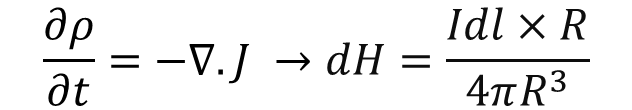 ∂ρ/∂t = −∇.J → dH = Idl × R / 4πR³